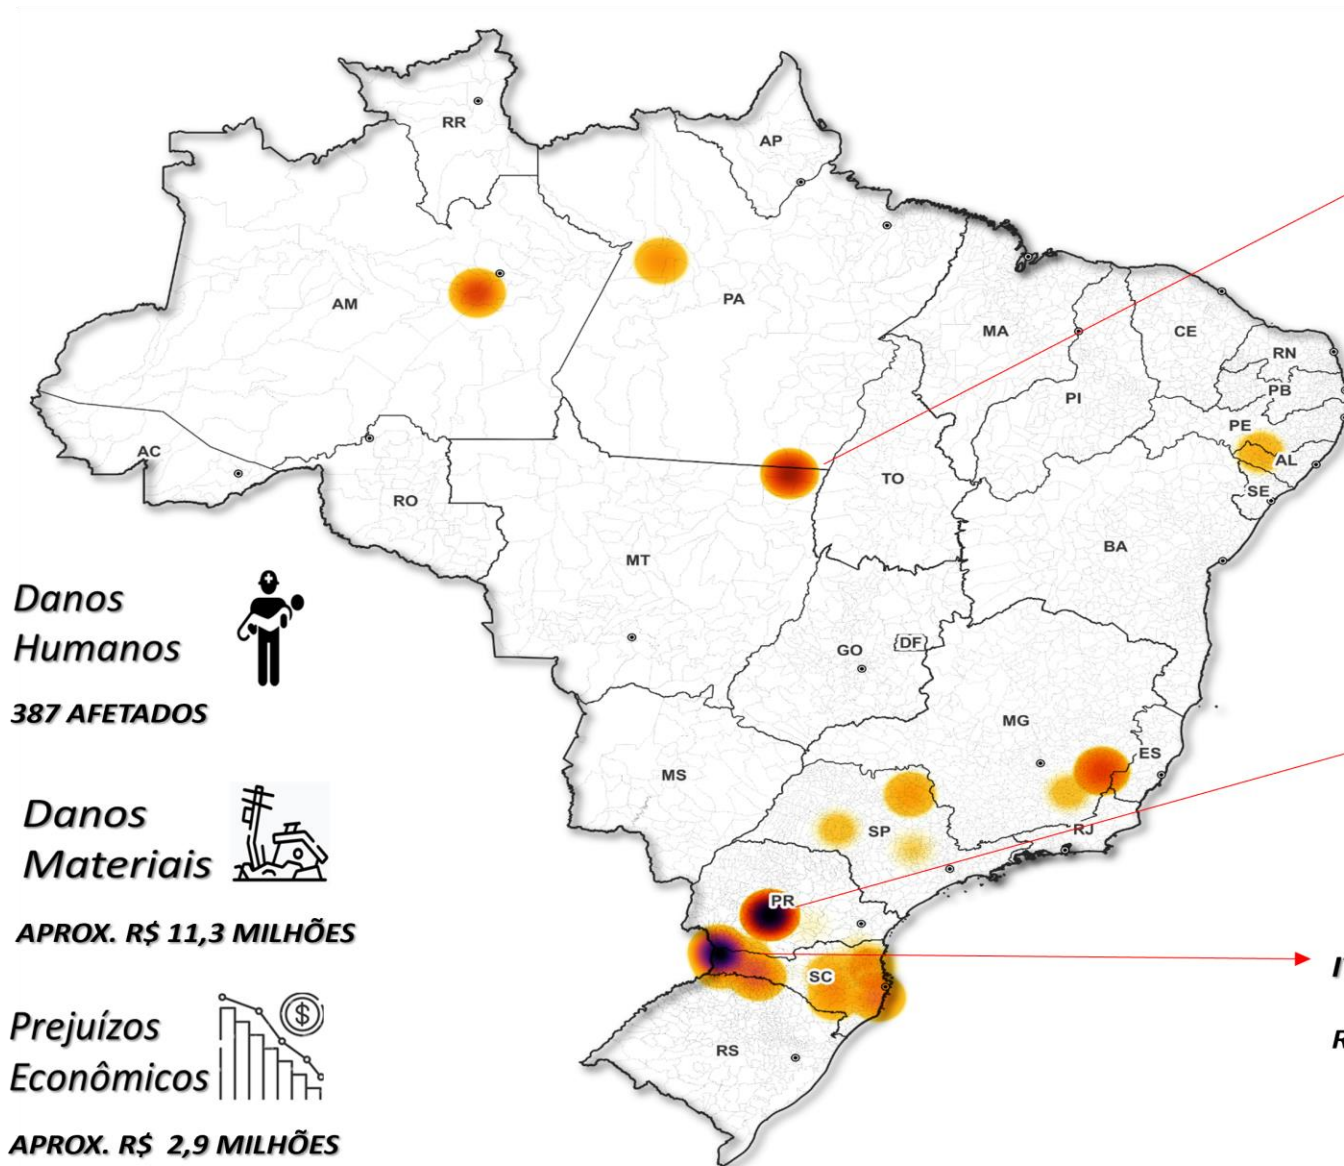 RR
AP
AM
PA
MA
CE
RN
PB
PI
PE
AL
SE
AC
RO
TO
BA
MT
GO
DF
MG
ES
MS
SP
RJ
PR
SC
RS
Danos
Humanos
387 AFETADOS
Danos
Materiais
APROX. R$ 11,3 MILHÕES
Prejuízos
Econômicos
$
APROX. R$ 2,9 MILHÕES
R